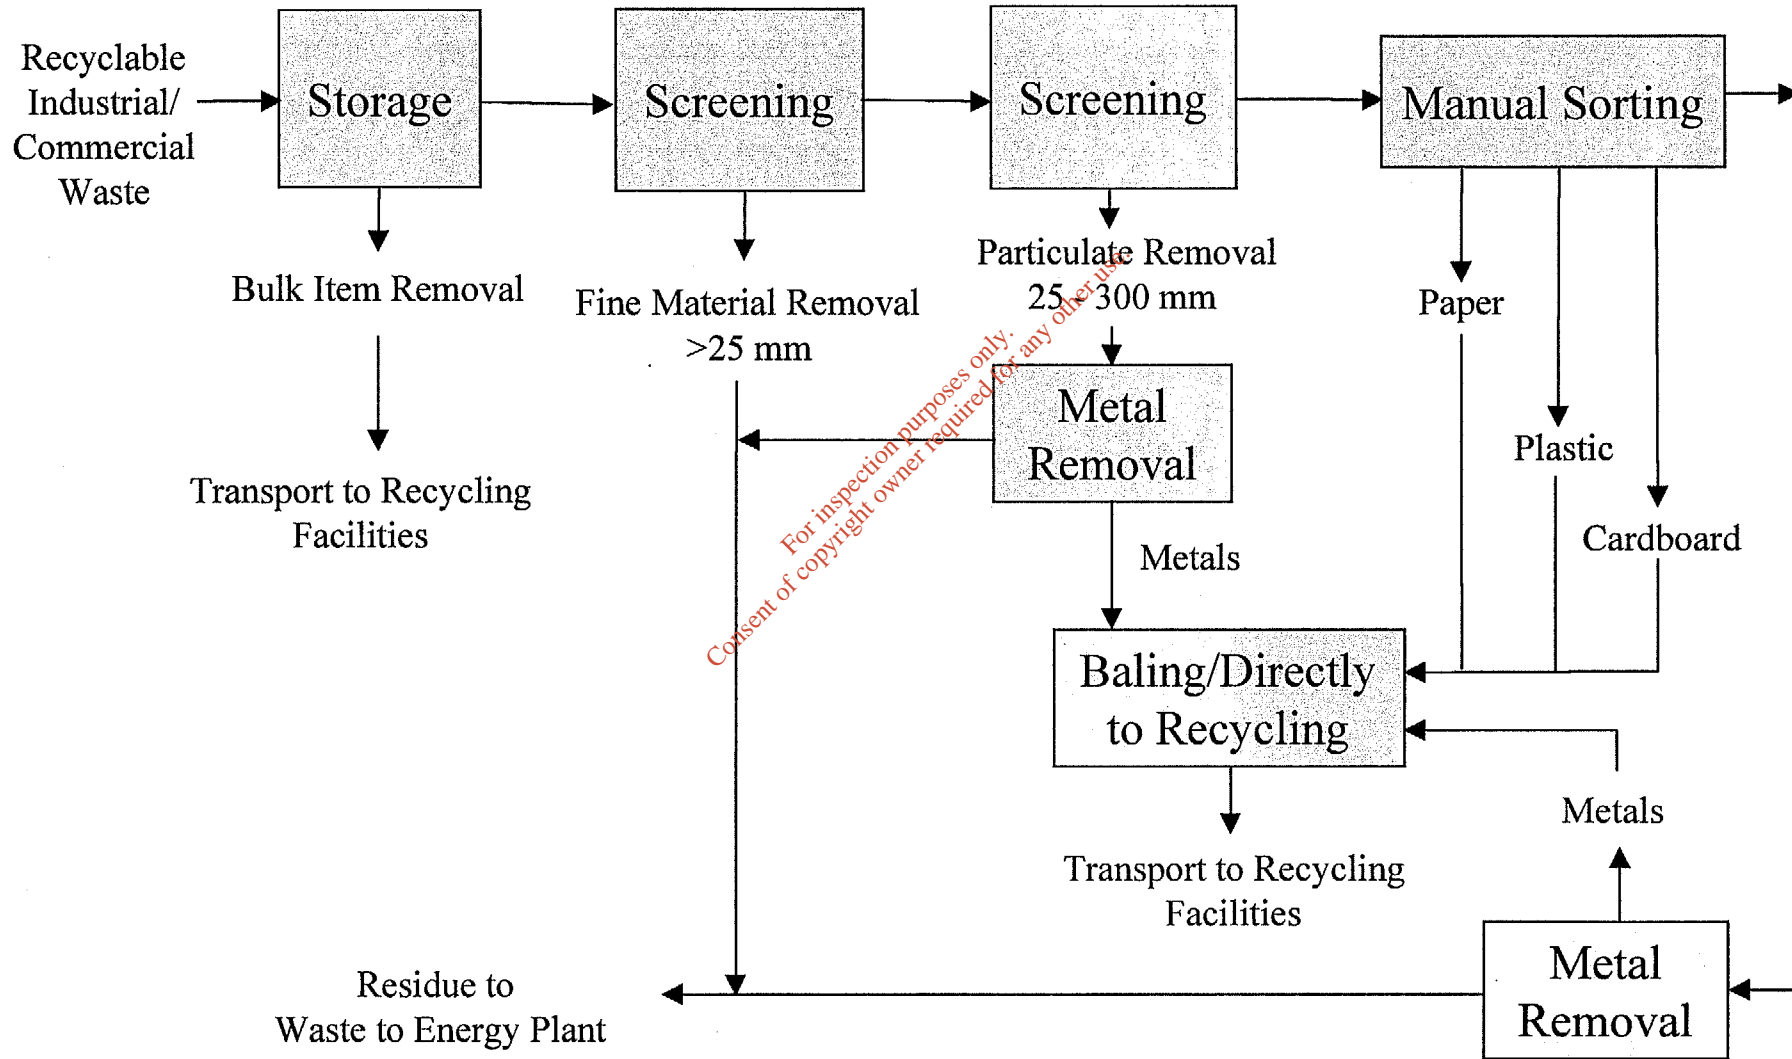 Recyclable
Industrial/
Commercial
Waste
Storage
Screening
Screening
Manual Sorting
Bulk Item Removal
Fine Material Removal
>25 mm
Particulate Removal
25 - 300 mm
Paper
Plastic
Cardboard
Metal
Removal
Transport to Recycling
Facilities
Metals
Baling/Directly
to Recycling
Metals
Transport to Recycling
Facilities
Metal
Removal
Residue to
Waste to Energy Plant
For inspection purposes only.
Consent of copyright owner required for any other use.